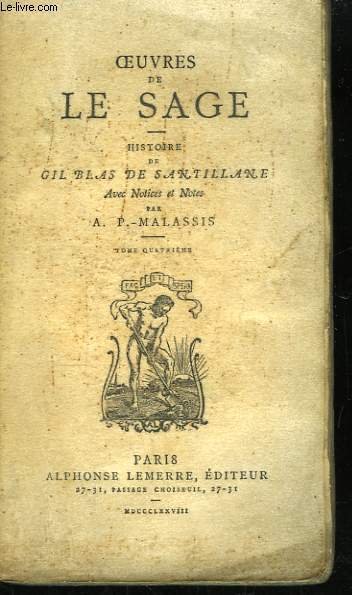 LE-LIVRE.COM
ŒUVRES
DE
LE SAGE
HISTOIRE
DE
GIL BLAS DE SANTILLANE
Avec Notices et Notes
PAR
A. P.-MALASSIS
TOME QUATRIÈME
FAC ET SPERA
PARIS
ALPHONSE LEMERRE, ÉDITEUR
27-31, PASSAGE CHOISEUL, 27-31
MDCCCLXXVIII